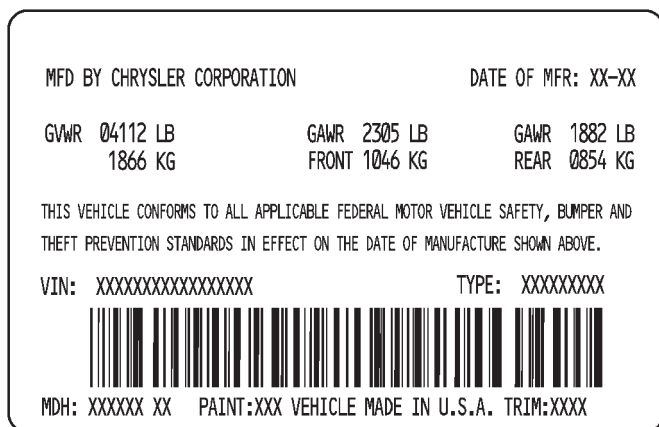 MFD BY CHRYSLER CORPORATION DATE OF MFR: XX-XX
GVWR 04112 LB GAWR 2305 LB GAWR 1882 LB
1866 KG FRONT 1046 KG REAR 0854 KG
THIS VEHICLE CONFORMS TO ALL APPLICABLE FEDERAL MOTOR VEHICLE SAFETY, BUMPER AND
THEFT PREVENTION STANDARDS IN EFFECT ON THE DATE OF MANUFACTURE SHOWN ABOVE.
VIN: XXXXXXXXXXXXXXXXX TYPE: XXXXXXXXX
MDH: XXXXXX XX PAINT:XXX VEHICLE MADE IN U.S.A. TRIM:XXXX